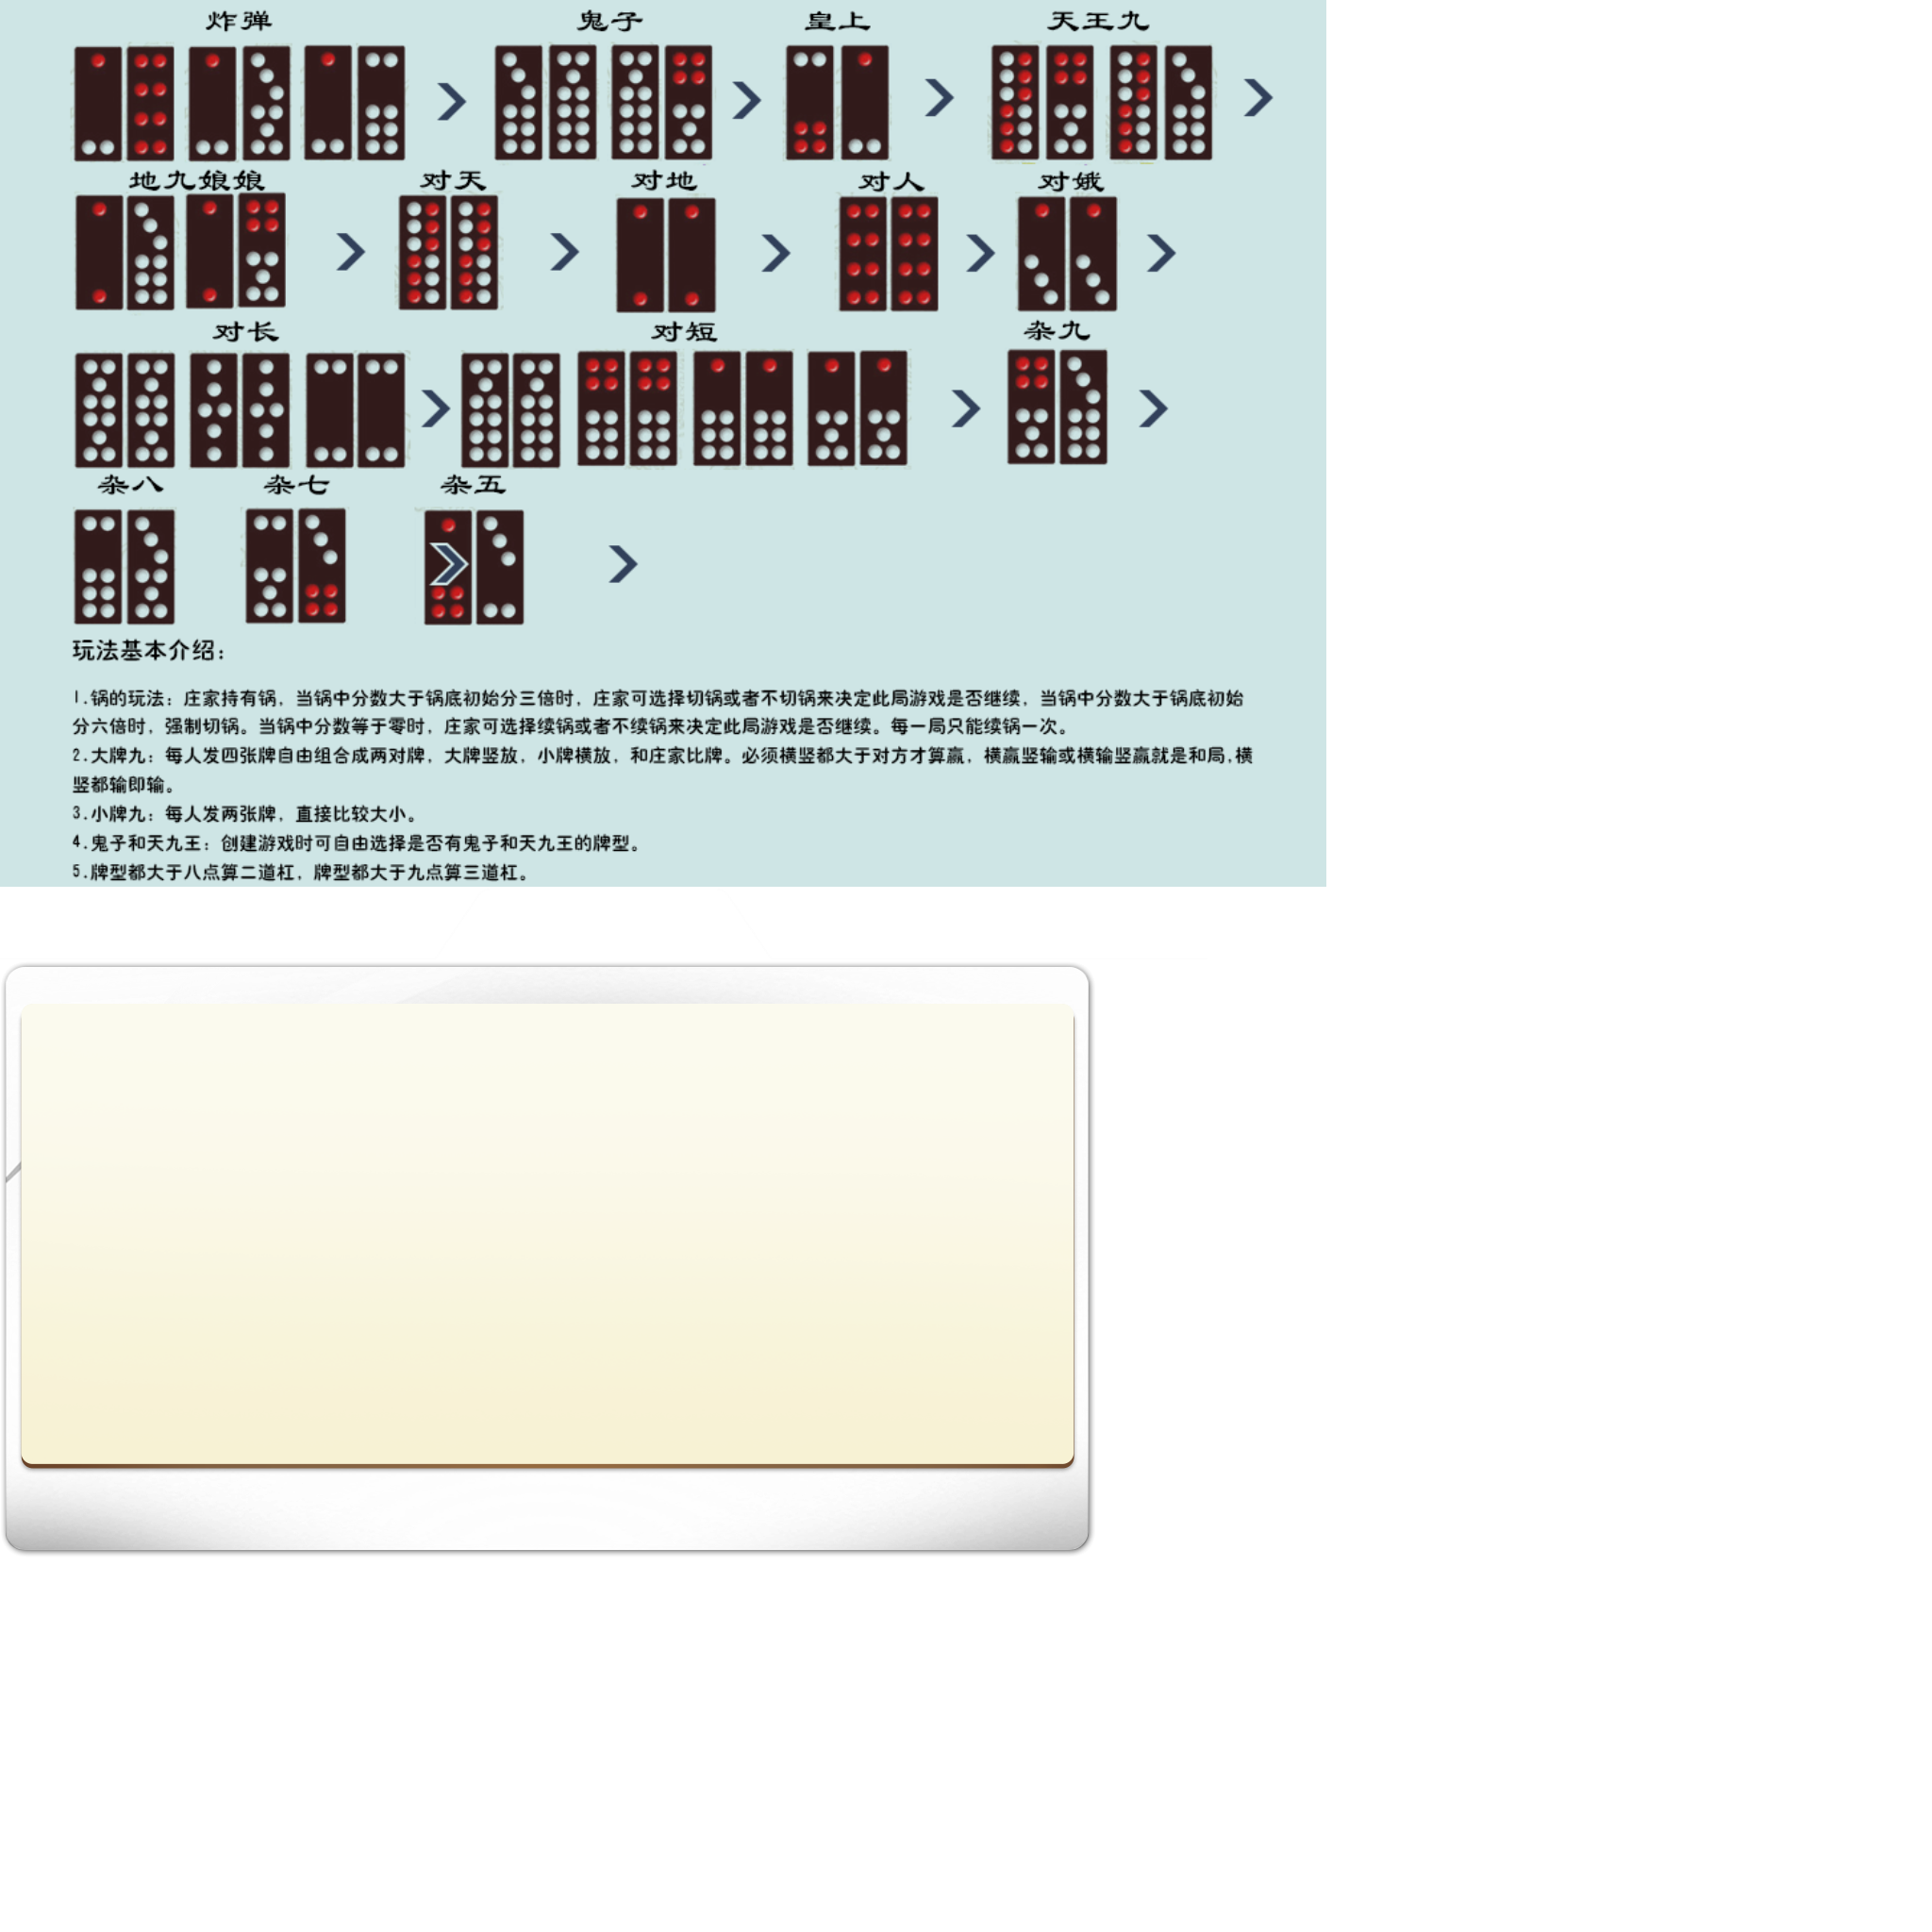 炸弹 鬼子 皇上 天王九
地九娘娘 对天 对地 对人 对娥
对长 对短 杂九
杂八 杂七 杂五
玩法基本介绍：
1.锅的玩法：庄家持有锅，当锅中分数大于锅底初始分三倍时，庄家可选择切锅或者不切锅来决定此局游戏是否继续，当锅中分数大于锅底初始
分六倍时，强制切锅。当锅中分数等于零时，庄家可选择续锅或者不续锅来决定此局游戏是否继续。每一局只能续锅一次。
2.大牌九：每人发四张牌自由组合成两对牌，大牌竖放，小牌横放，和庄家比牌。必须横竖都大于对方才算赢，横赢竖输或横输竖赢就是和局,横
竖都输即输。
3.小牌九：每人发两张牌，直接比较大小。
4.鬼子和天九王：创建游戏时可自由选择是否有鬼子和天九王的牌型。
5.牌型都大于八点算二道杠，牌型都大于九点算三道杠。